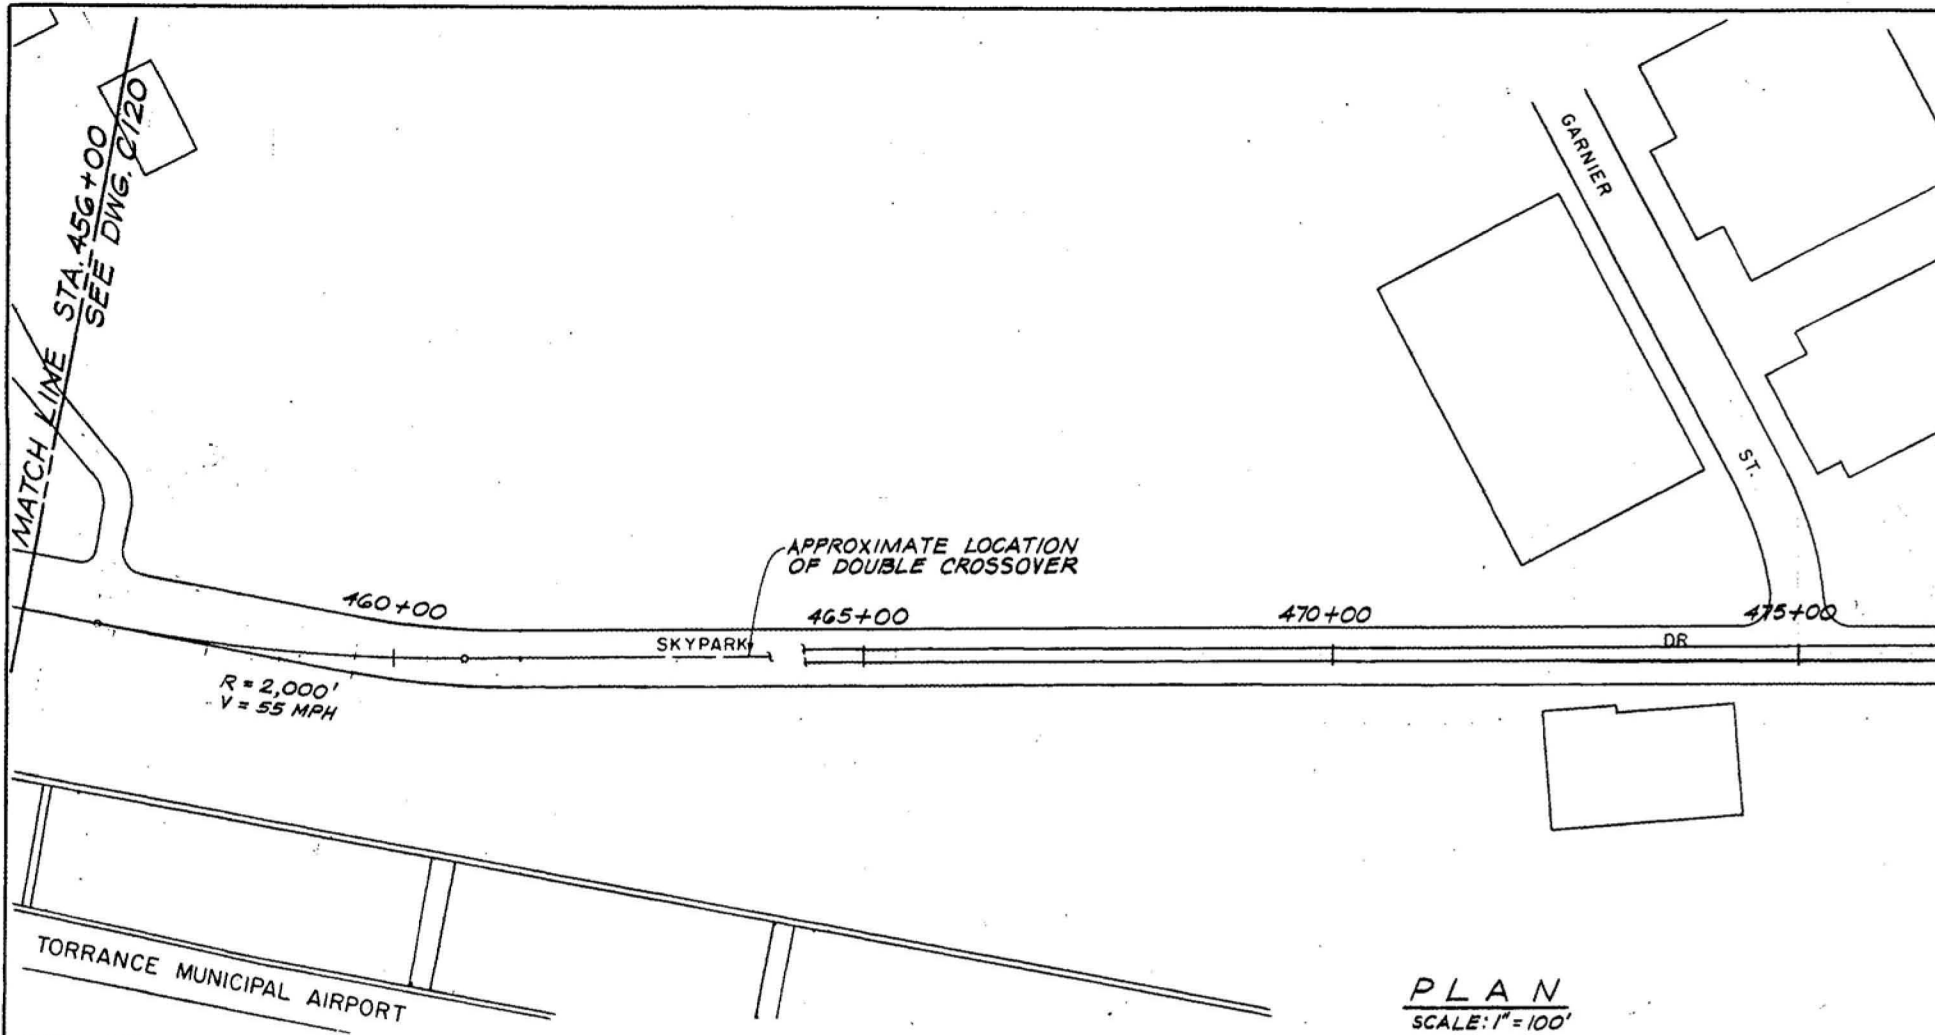 MATCH LINE STA. 456+00
SEE DWG. C/120
GARNIER
ST.
APPROXIMATE LOCATION
OF DOUBLE CROSSOVER
460+00
465+00
470+00
475+00
SKYPARK
DR
R = 2,000'
V = 55 MPH
TORRANCE MUNICIPAL AIRPORT
PLAN
SCALE: 1" = 100'